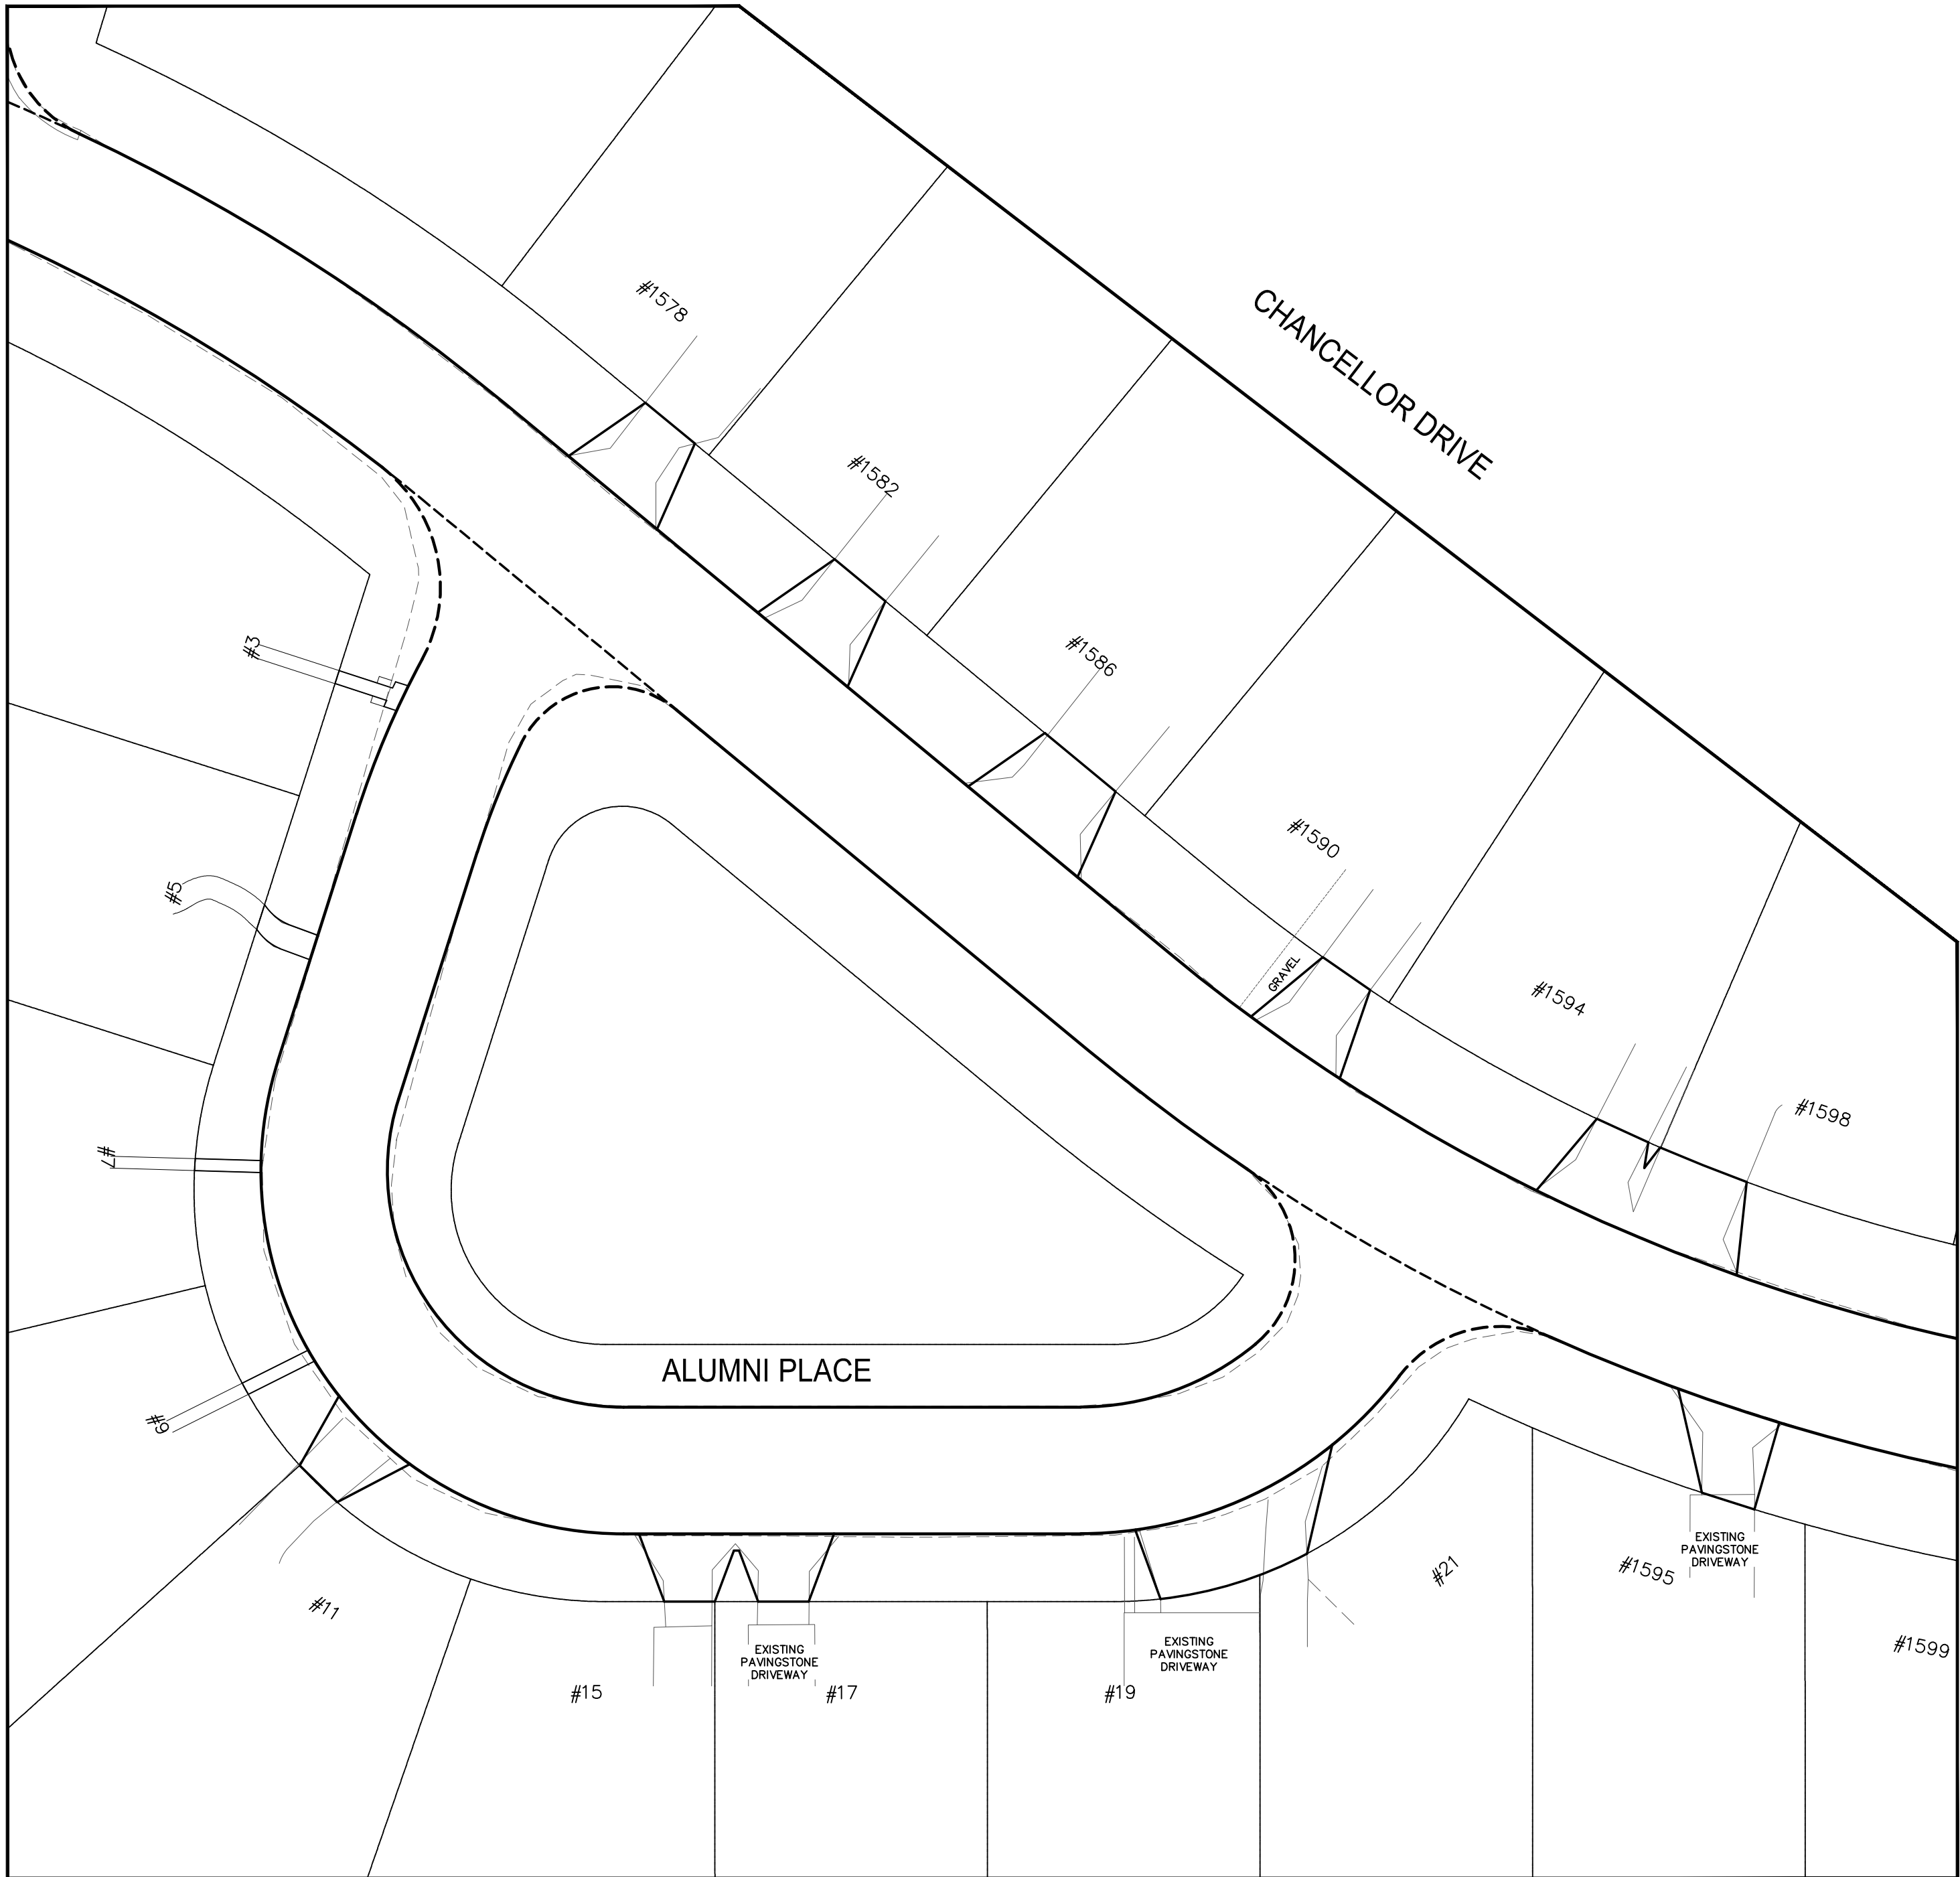 CHANCELLOR DRIVE
#1578
#1582
#1586
#1590
GRAVEL
#1594
#1598
#3
#5
#7
#9
ALUMNI PLACE
#11
#15
EXISTING
PAVINGSTONE
DRIVEWAY
#17
#19
EXISTING
PAVINGSTONE
DRIVEWAY
#21
#1595
EXISTING
PAVINGSTONE
DRIVEWAY
#1599